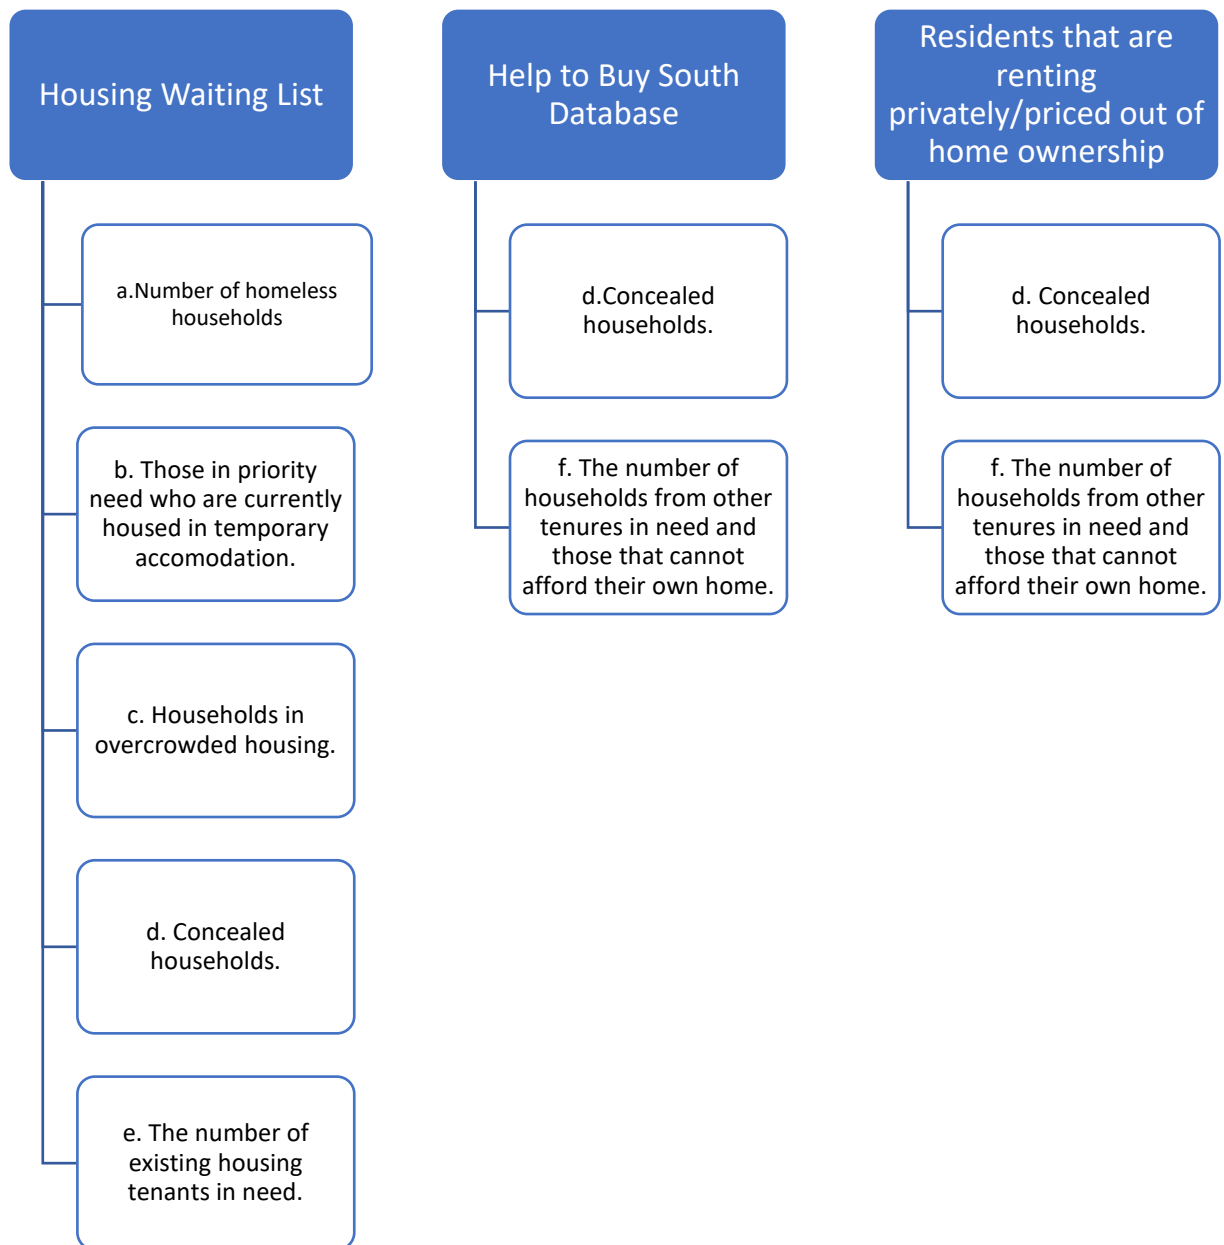 Housing Waiting List
a.Number of homeless
households
b. Those in priority
need who are currently
housed in temporary
accomodation.
c. Households in
overcrowded housing.
d. Concealed
households.
e. The number of
existing housing
tenants in need.
Help to Buy South
Database
d.Concealed
households.
f. The number of
households from other
tenures in need and
those that cannot
afford their own home.
Residents that are
renting
privately/priced out of
home ownership
d. Concealed
households.
f. The number of
households from other
tenures in need and
those that cannot
afford their own home.